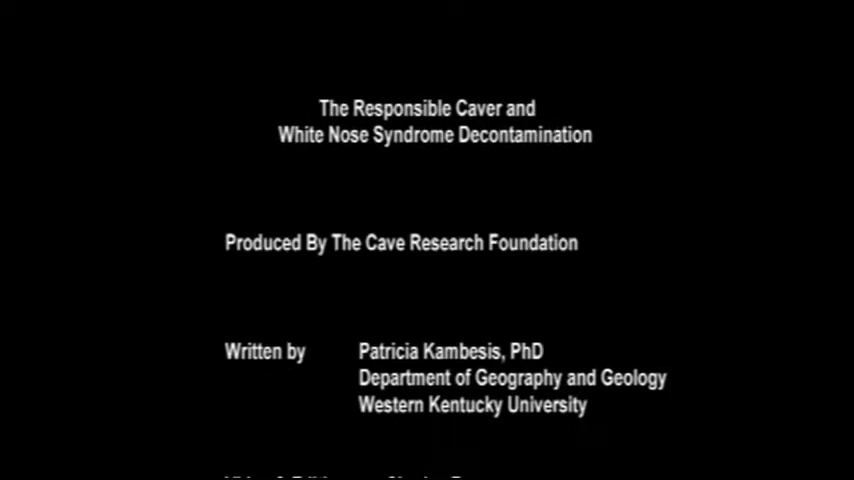 The Responsible Caver and
White Nose Syndrome Decontamination
Produced By The Cave Research Foundation
Written by Patricia Kambesis, PhD
Department of Geography and Geology
Western Kentucky University